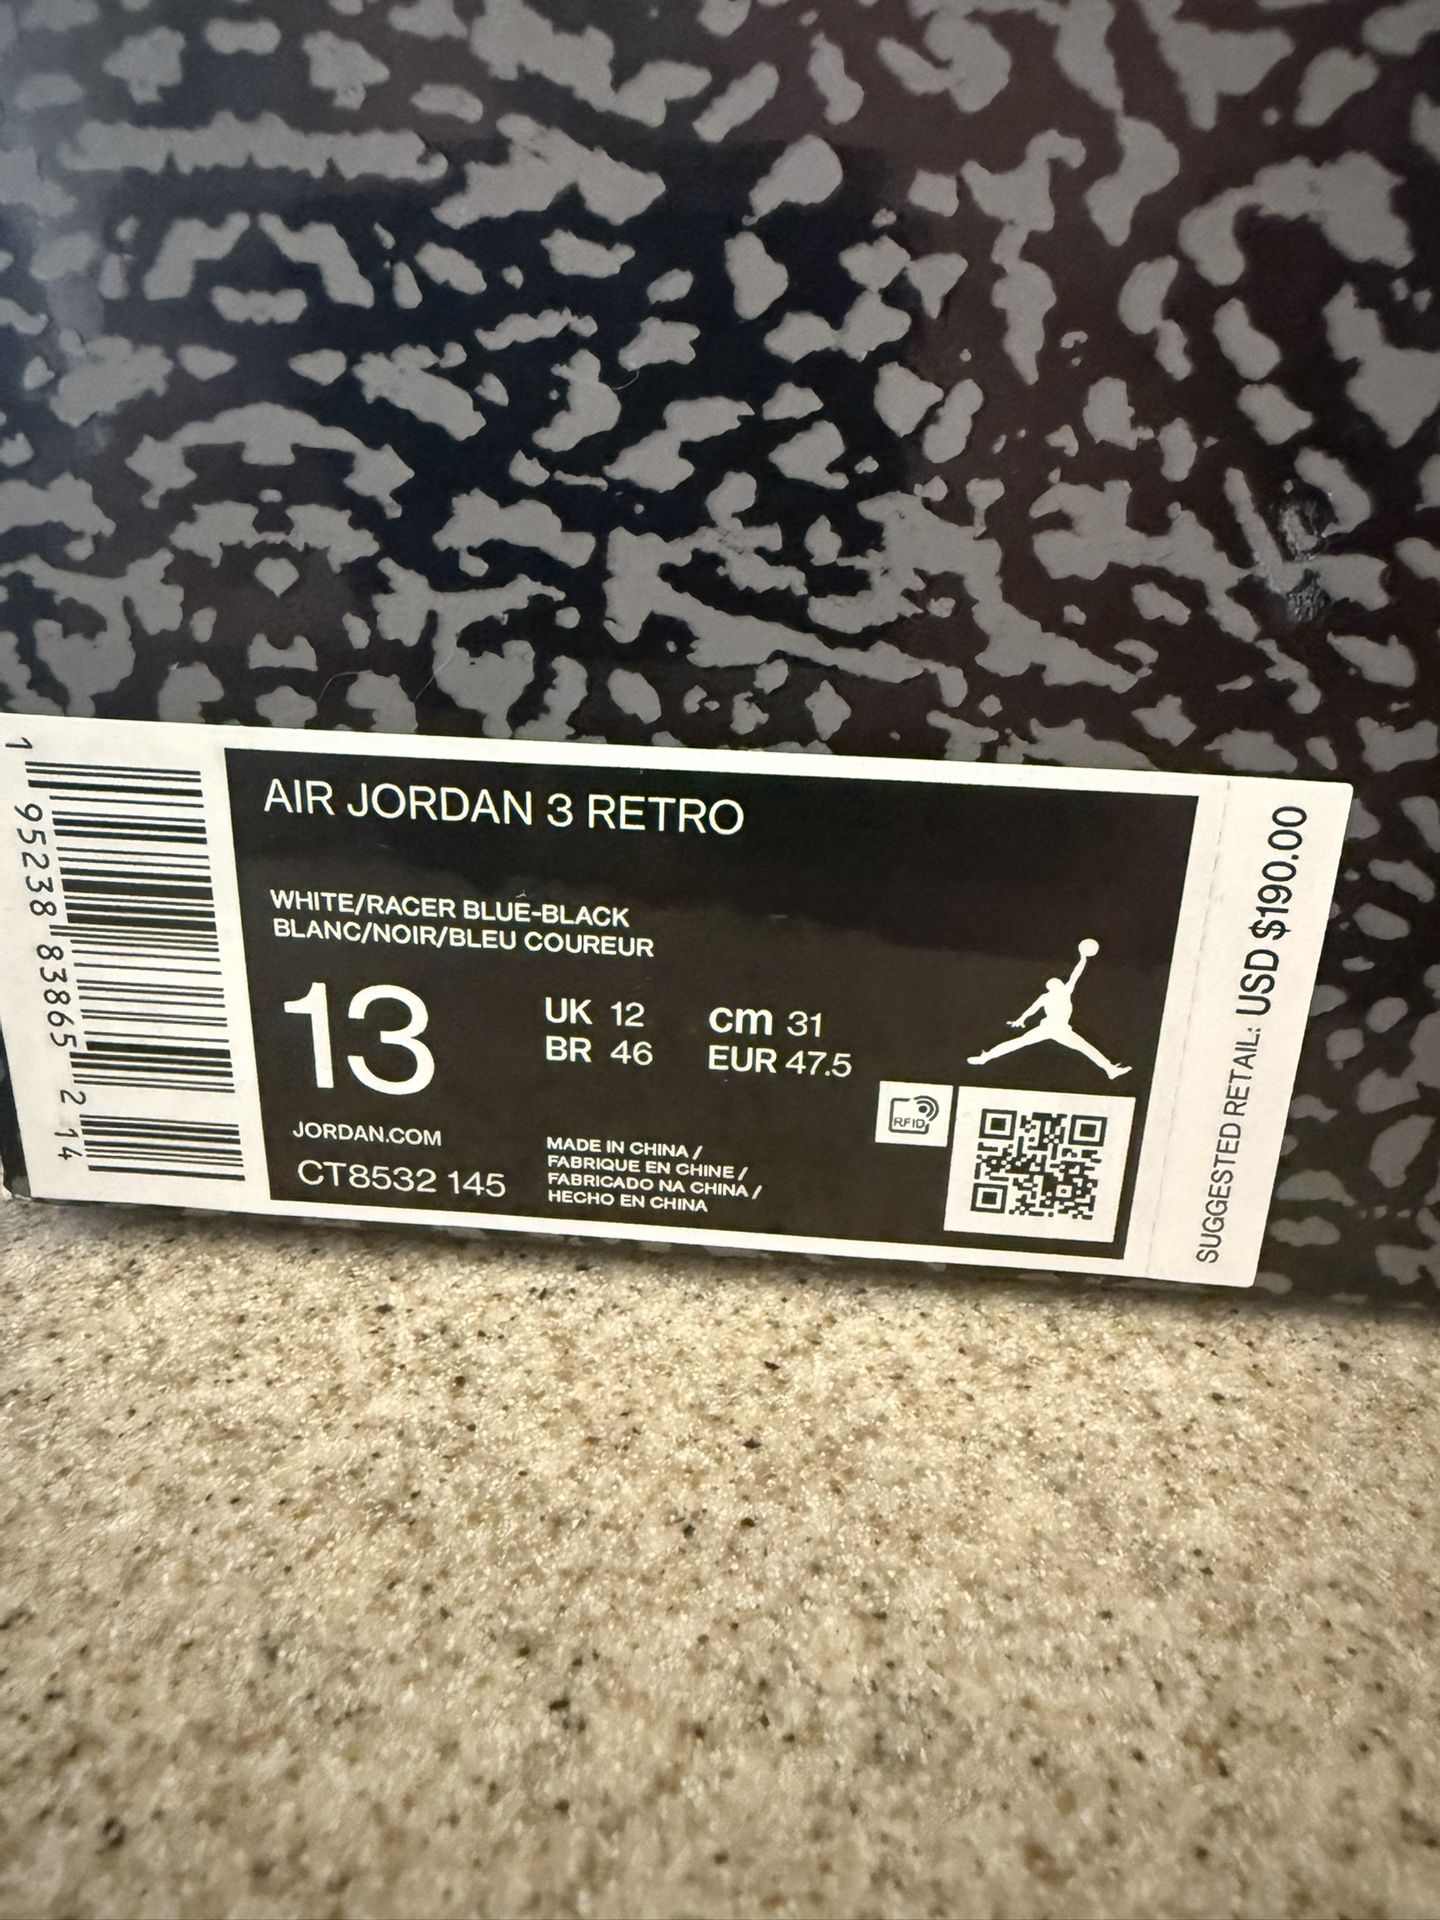 AIR JORDAN 3 RETRO
WHITE/RACER BLUE-BLACK
BLANC/NOIR/BLEU COUREUR
13
UK 12
BR 46
cm 31
EUR 47.5
JORDAN.COM
CT8532 145
MADE IN CHINA /
FABRIQUE EN CHINE /
FABRICADO NA CHINA /
HECHO EN CHINA
RFID
SUGGESTED RETAIL: USD $190.00
1 95238 83865 2 14